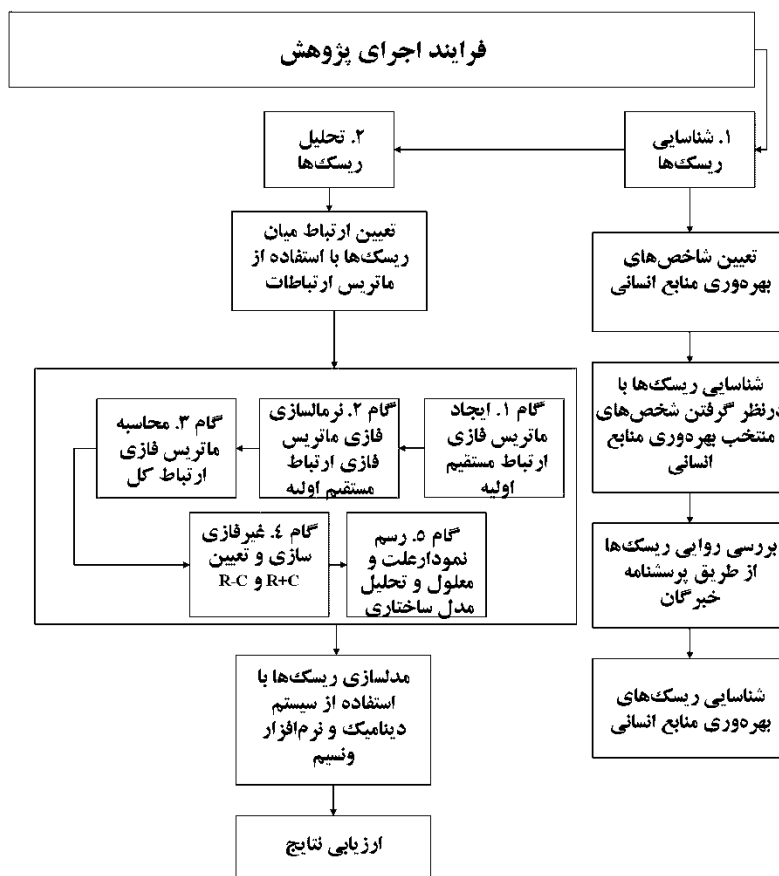 فرایند اجرای پژوهش
۱. شناسایی
ریسک‌ها
۲. تحلیل
ریسک‌ها
تعیین شاخص‌های
بهره‌وری منابع انسانی
شناسایی ریسک‌ها با
درنظر گرفتن شخص‌های
منتخب بهره‌وری منابع
انسانی
بررسی روایی ریسک‌ها
از طریق پرسشنامه
خبرگان
شناسایی ریسک‌های
بهره‌وری منابع انسانی
تعیین ارتباط میان
ریسک‌ها با استفاده از
ماتریس ارتباطات
گام ۱. ایجاد
ماتریس فازی
ارتباط مستقیم
اولیه
گام ۲. نرمالسازی
فازی ماتریس
فازی ارتباط
مستقیم اولیه
گام ۳. محاسبه
ماتریس فازی
ارتباط کل
گام ٤. غیرفازی
سازی و تعیین
R-C و R+C
گام ۵. رسم
نمودارعلت و
معلول و تحلیل
مدل ساختاری
مدلسازی ریسک‌ها با
استفاده از سیستم
دینامیک و نرم‌افزار
ونسیم
ارزیابی نتایج